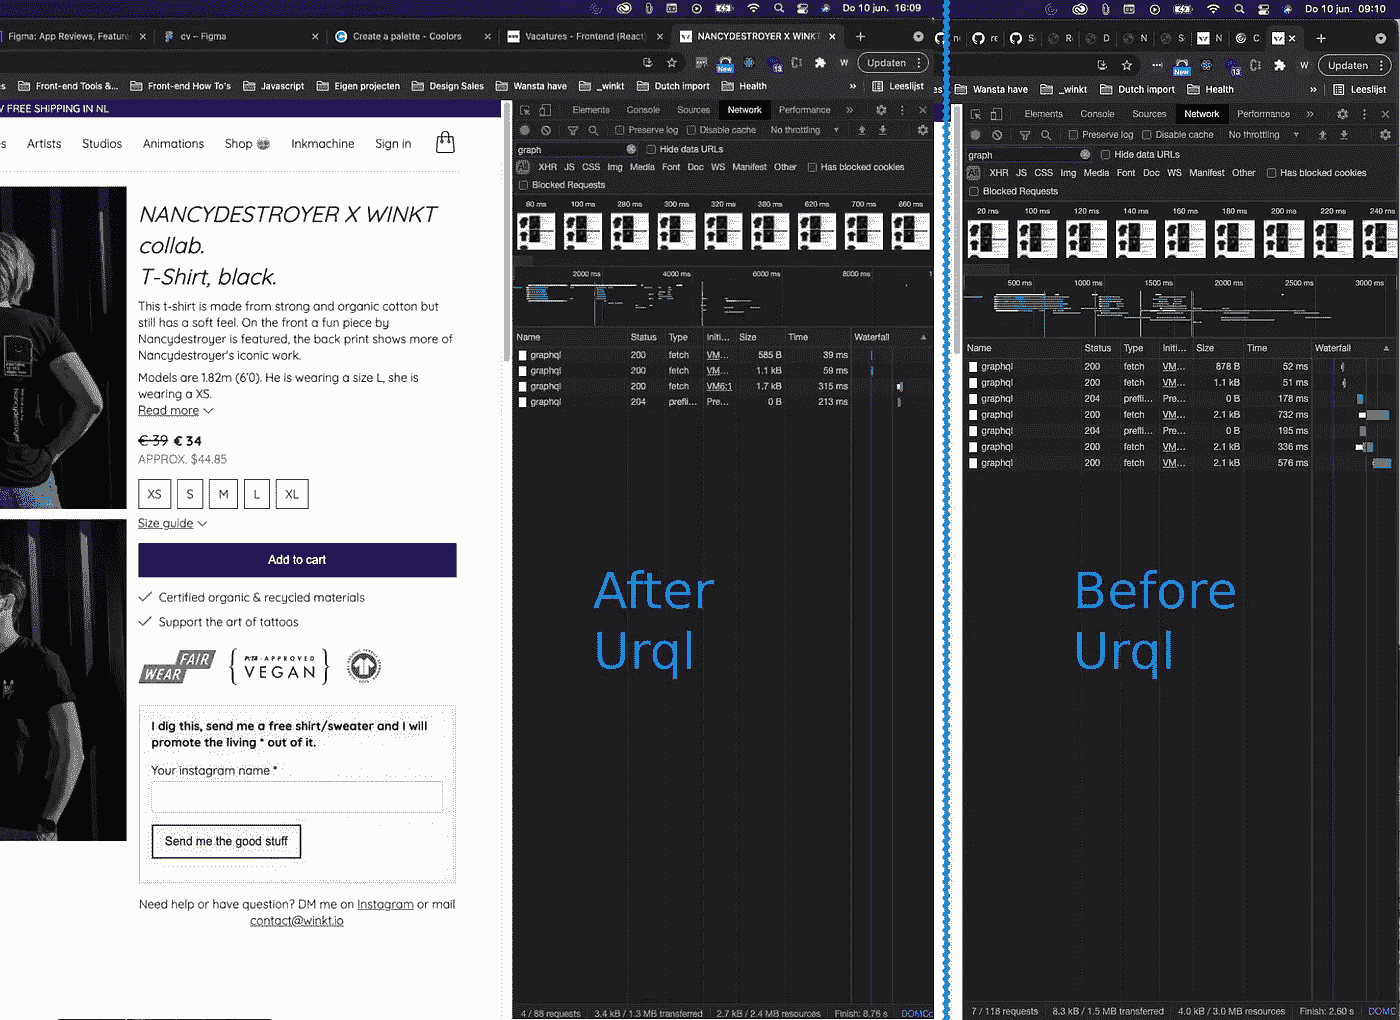 Do 10 jun. 16:09
Figma: App Reviews, Feature
cv – Figma
Create a palette - Coolors
Vacatures - Frontend (React)
NANCYDESTROYER X WINKT
Updaten
Front-end Tools &...
Front-end How To's
Javascript
Eigen projecten
Design Sales
Wansta have
_winkt
Dutch import
Health
»
Leeslijst
FREE SHIPPING IN NL
Artists
Studios
Animations
Shop
Inkmachine
Sign in
NANCYDESTROYER X WINKT
collab.
T-Shirt, black.
This t-shirt is made from strong and organic cotton but
still has a soft feel. On the front a fun piece by
Nancydestroyer is featured, the back print shows more of
Nancydestroyer's iconic work.
Models are 1.82m (6'0). He is wearing a size L, she is
wearing a XS.
Read more
€ 39 € 34
APPROX. $44.85
XS S M L XL
Size guide
Add to cart
Certified organic & recycled materials
Support the art of tattoos
FAIR
WEAR
PETA-APPROVED
VEGAN
I dig this, send me a free shirt/sweater and I will
promote the living * out of it.
Your instagram name *
Send me the good stuff
Need help or have question? DM me on Instagram or mail
contact@winkt.io
Elements Console Sources Network Performance »
Preserve log Disable cache No throttling
graph Hide data URLs
All XHR JS CSS Img Media Font Doc WS Manifest Other Has blocked cookies
Blocked Requests
80 ms 100 ms 280 ms 300 ms 320 ms 380 ms 620 ms 700 ms 860 ms
2000 ms 4000 ms 6000 ms 8000 ms
Name Status Type Initi... Size Time Waterfall
graphql 200 fetch VM... 585 B 39 ms
graphql 200 fetch VM... 1.1 kB 59 ms
graphql 200 fetch VM6:1 1.7 kB 315 ms
graphql 204 prefli... Pre... 0 B 213 ms
After
Urql
4 / 88 requests 3.4 kB / 1.3 MB transferred 2.7 kB / 2.4 MB resources Finish: 8.76 s DOMCo
Do 10 jun. 09:10
Updaten
Wansta have
_winkt
Dutch import
Health
»
Leeslijst
Elements Console Sources Network Performance »
Preserve log Disable cache No throttling
graph Hide data URLs
All XHR JS CSS Img Media Font Doc WS Manifest Other Has blocked cookies
Blocked Requests
20 ms 100 ms 120 ms 140 ms 160 ms 180 ms 200 ms 220 ms 240 ms
500 ms 1000 ms 1500 ms 2000 ms 2500 ms 3000 ms
Name Status Type Initi... Size Time Waterfall
graphql 200 fetch VM... 878 B 52 ms
graphql 200 fetch VM... 1.1 kB 51 ms
graphql 204 prefli... Pre... 0 B 178 ms
graphql 200 fetch VM... 2.1 kB 732 ms
graphql 204 prefli... Pre... 0 B 195 ms
graphql 200 fetch VM... 2.1 kB 336 ms
graphql 200 fetch VM... 2.1 kB 576 ms
Before
Urql
7 / 118 requests 8.3 kB / 1.5 MB transferred 4.0 kB / 3.0 MB resources Finish: 2.60 s DOM